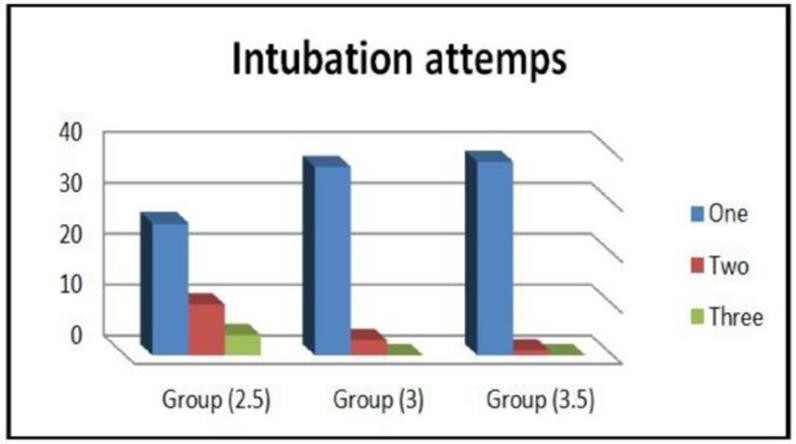 Intubation attemps
40
30
20
10
0
One
Two
Three
Group (2.5) Group (3) Group (3.5)